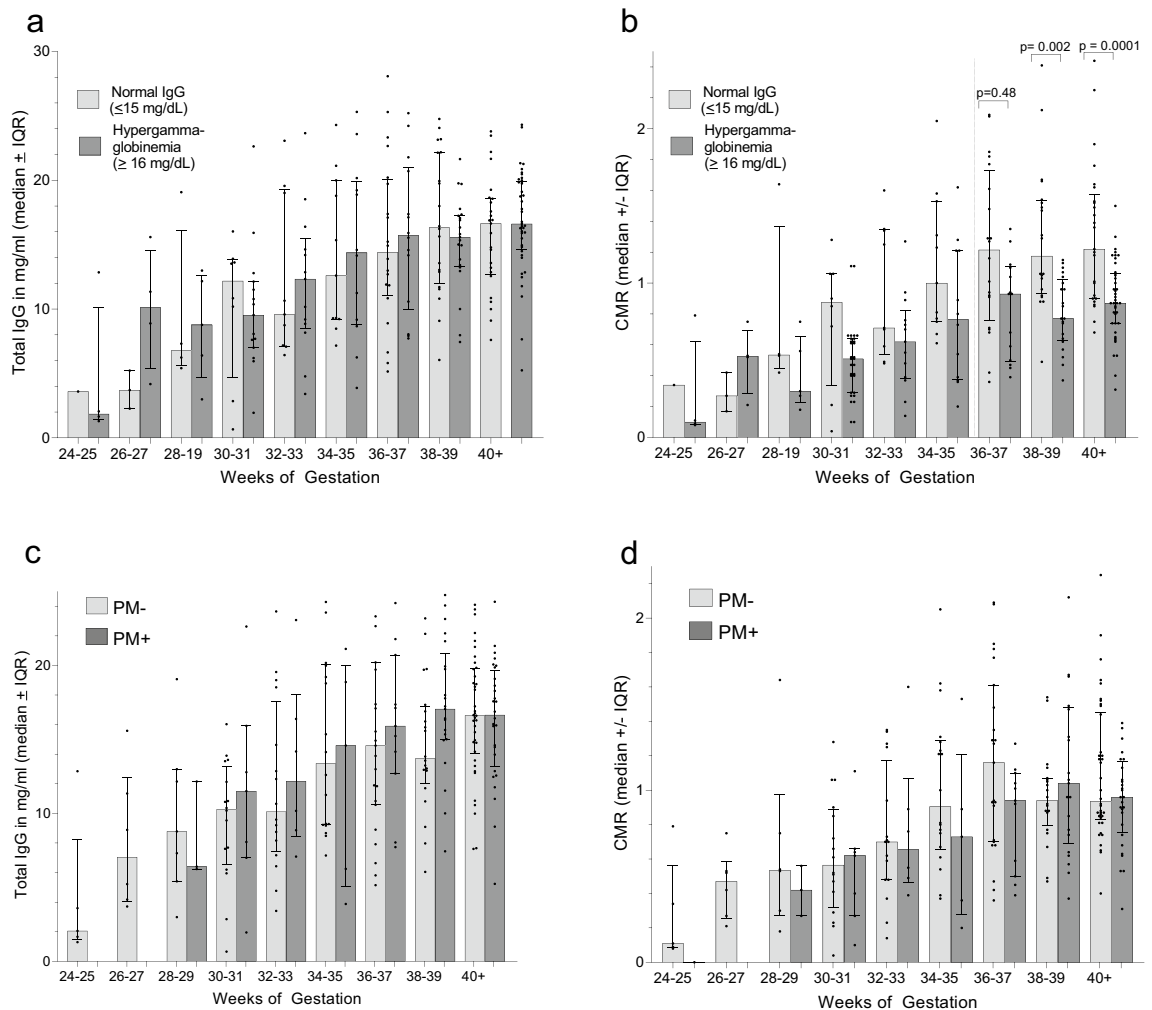 a
Total IgG in mg/ml (median ± IQR)
30
20
10
0
Normal IgG
(≤15 mg/dL)
Hypergamma-
globinemia
(≥ 16 mg/dL)
24-25 26-27 28-19 30-31 32-33 34-35 36-37 38-39 40+
Weeks of Gestation
b
CMR (median +/- IQR)
2
1
0
Normal IgG
(≤15 mg/dL)
Hypergamma-
globinemia
(≥ 16 mg/dL)
p=0.48
p= 0.002
p = 0.0001
24-25 26-27 28-19 30-31 32-33 34-35 36-37 38-39 40+
Weeks of Gestation
c
Total IgG in mg/ml (median ± IQR)
20
10
0
PM-
PM+
24-25 26-27 28-29 30-31 32-33 34-35 36-37 38-39 40+
Weeks of Gestation
d
CMR (median +/- IQR)
2
1
0
PM-
PM+
24-25 26-27 28-29 30-31 32-33 34-35 36-37 38-39 40+
Weeks of Gestation